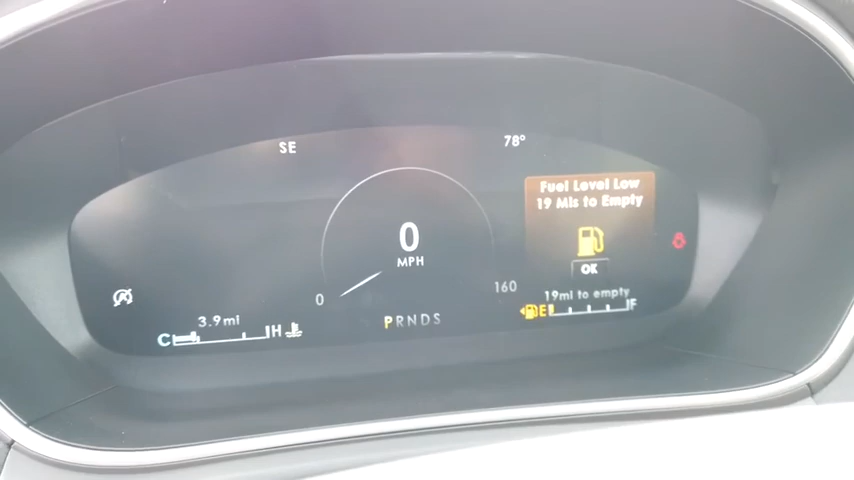 SE
78°
Fuel Level Low
19 Mls to Empty
OK
0
MPH
0
160
19mi to empty
E F
3.9mi
C H
PRNDS